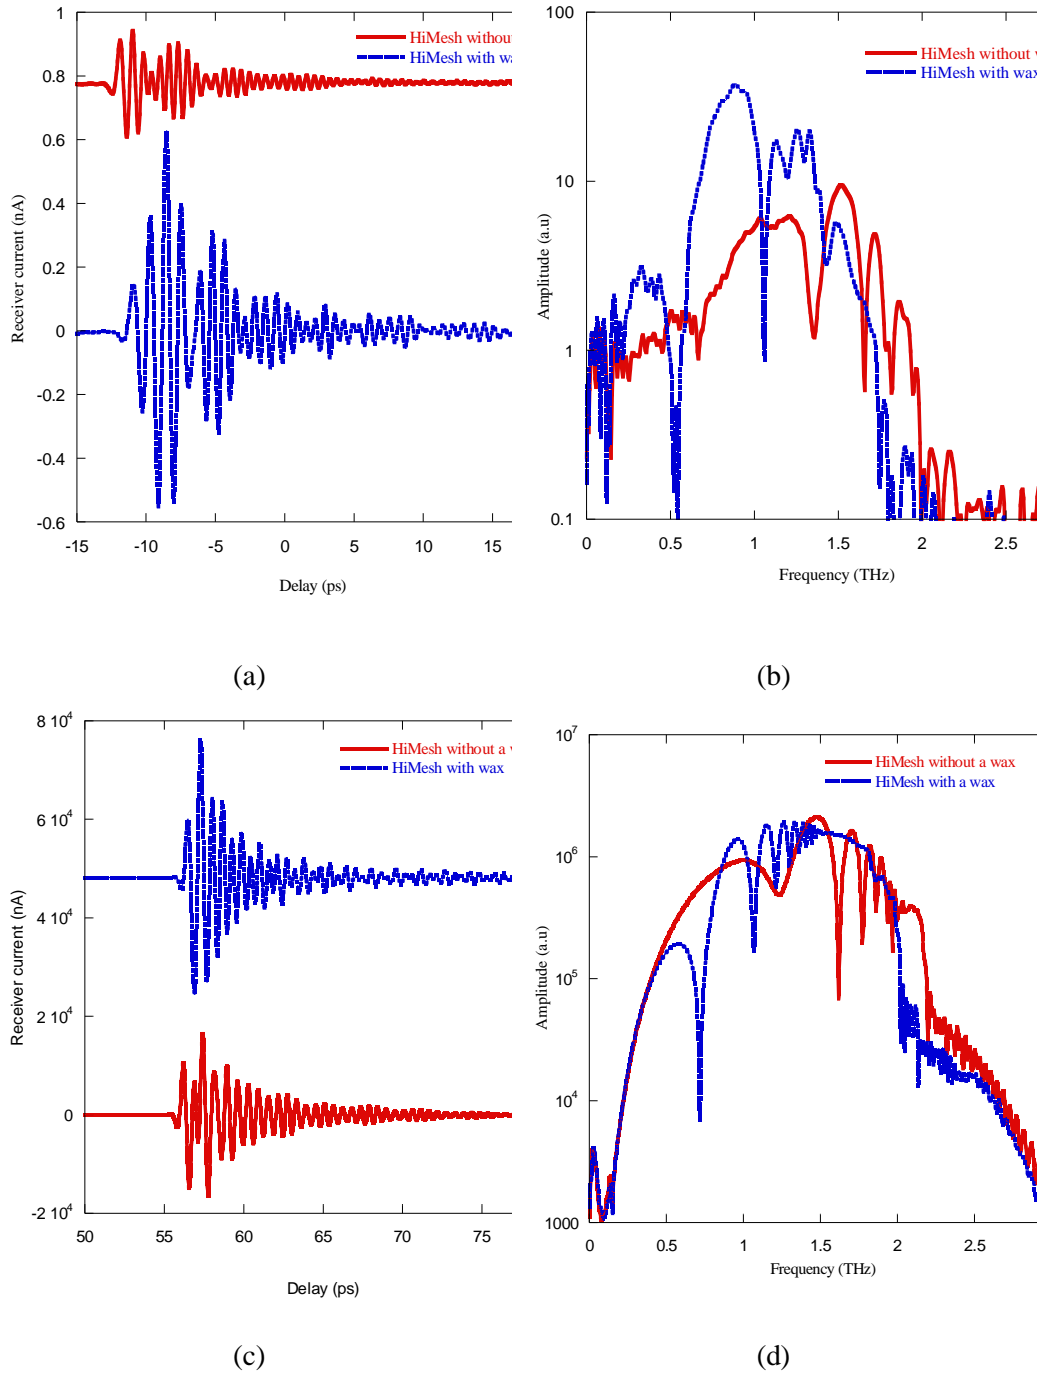 1
0.8
0.6
0.4
0.2
0
-0.2
-0.4
-0.6
Receiver current (nA)
HiMesh without
HiMesh with wa
-15 -10 -5 0 5 10 15
Delay (ps)
(a)
100
10
1
0.1
Amplitude (a.u)
HiMesh without
HiMesh with wax
0 0.5 1 1.5 2 2.5
Frequency (THz)
(b)
8 10^4
6 10^4
4 10^4
2 10^4
0
-2 10^4
Receiver current (nA)
HiMesh without a
HiMesh with wax
50 55 60 65 70 75
Delay (ps)
(c)
10^7
10^6
10^5
10^4
1000
Amplitude (a.u)
HiMesh without a wax
HiMesh with a wax
0 0.5 1 1.5 2 2.5
Frequency (THz)
(d)